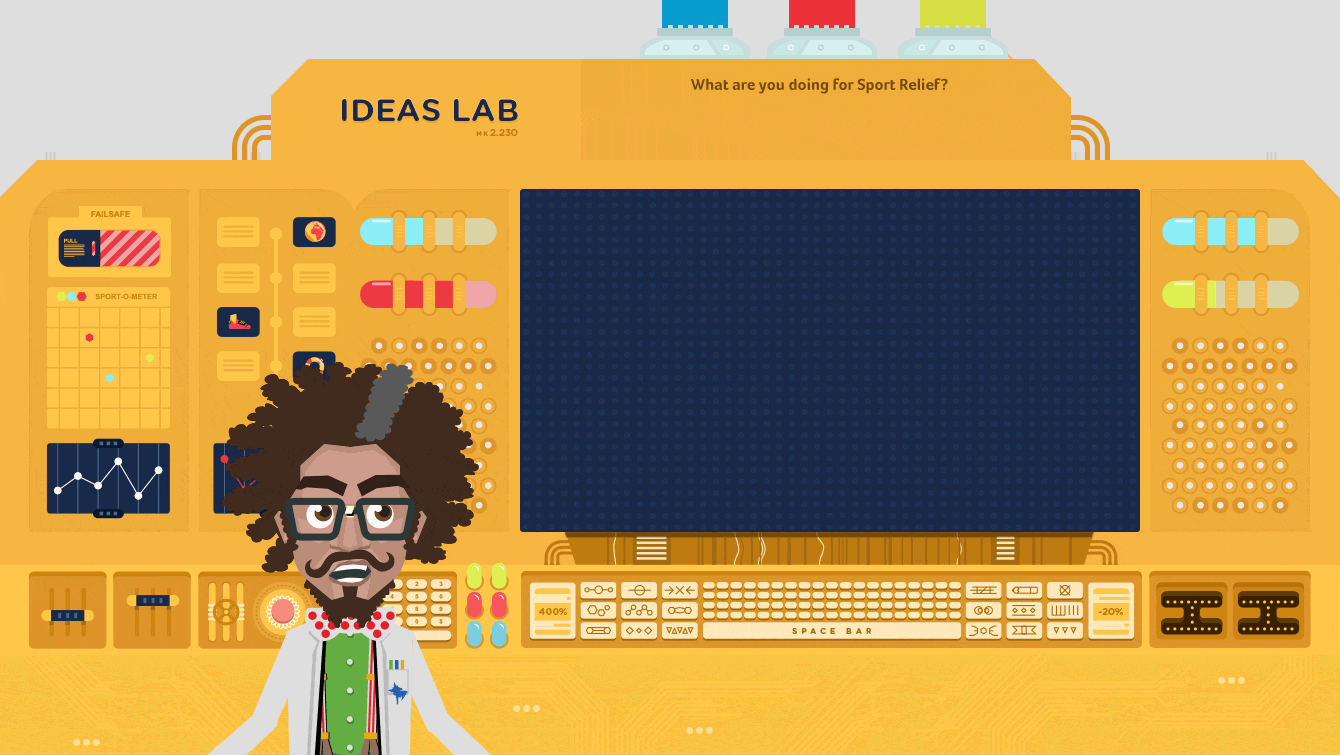 What are you doing for Sport Relief?
IDEAS LAB
MK 2.230
FAILSAFE
PULL
SPORT-O-METER
400%
-20%
SPACE BAR